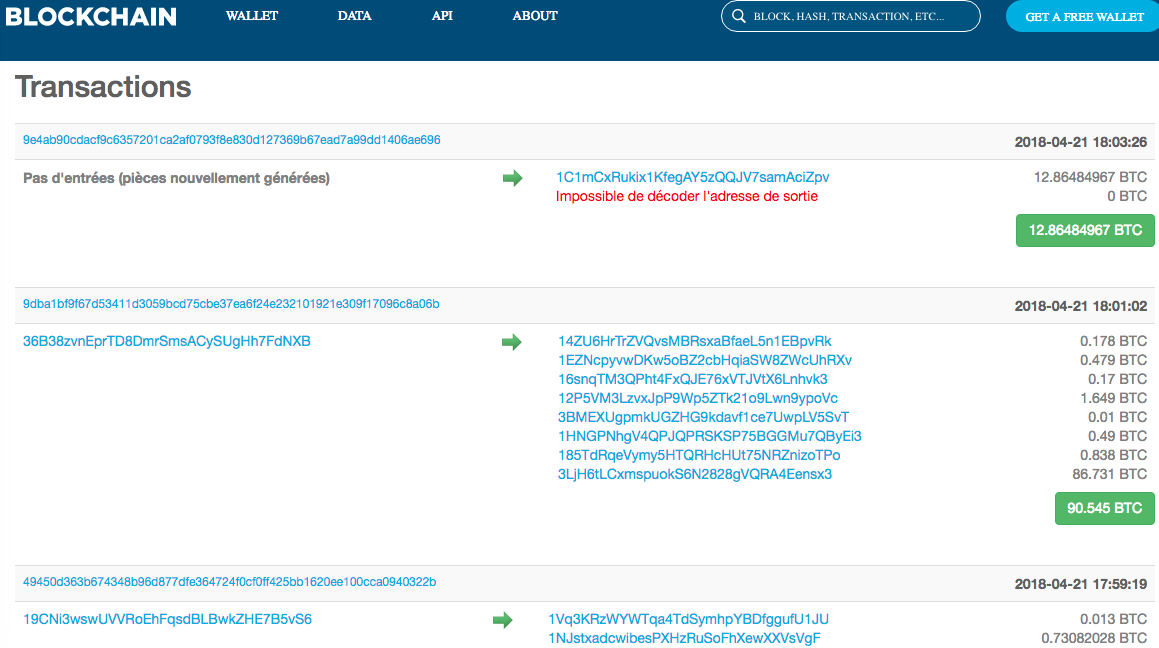 BLOCKCHAIN WALLET DATA API ABOUT BLOCK, HASH, TRANSACTION, ETC... GET A FREE WALLET
Transactions
9e4ab90cdacf9c6357201ca2af0793f8e830d127369b67ead7a99dd1406ae696 2018-04-21 18:03:26
Pas d'entrées (pièces nouvellement générées) 1C1mCxRukix1KfegAY5zQQJV7samAciZpv 12.86484967 BTC
Impossible de décoder l'adresse de sortie 0 BTC
12.86484967 BTC
9dba1bf9f67d53411d3059bcd75cbe37ea6f24e232101921e309f17096c8a06b 2018-04-21 18:01:02
36B38zvnEprTD8DmrSmsACySUgHh7FdNXB 14ZU6HrTrZVQvsMBRsxaBfaeL5n1EBpvRk 0.178 BTC
1EZNcpyvwDKw5oBZ2cbHqiaSW8ZWcUhRXv 0.479 BTC
16snqTM3QPht4FxQJE76xVTJVtX6Lnhvk3 0.17 BTC
12P5VM3LzvxJpP9Wp5ZTk21o9Lwn9ypoVc 1.649 BTC
3BMEXUgpmkUGZHG9kdavf1ce7UwpLV5SvT 0.01 BTC
1HNGPNhgV4QPJQPRSKSP75BGGMu7QByEi3 0.49 BTC
185TdRqeVymy5HTQRHcHUt75NRZnizoTPo 0.838 BTC
3LjH6tLCxmspuokS6N2828gVQRA4Eensx3 86.731 BTC
90.545 BTC
49450d363b674348b96d877dfe364724f0cf0ff425bb1620ee100cca0940322b 2018-04-21 17:59:19
19CNi3wswUVVRoEhFqsdBLBwkZHE7B5vS6 1Vq3KRzWYWTqa4TdSymhpYBDfggufU1JU 0.013 BTC
1NJstxadcwibesPXHzRuSoFhXewXXVsVgF 0.73082028 BTC